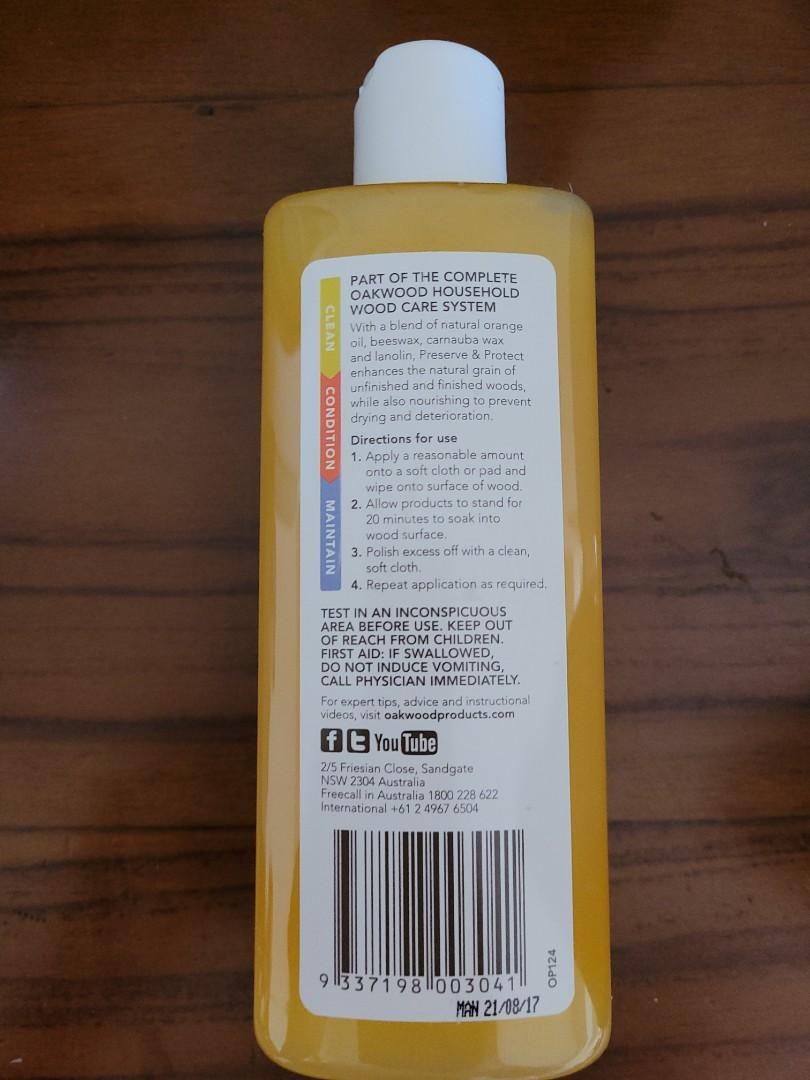 PART OF THE COMPLETE
OAKWOOD HOUSEHOLD
WOOD CARE SYSTEM
With a blend of natural orange
oil, beeswax, carnauba wax
and lanolin, Preserve & Protect
enhances the natural grain of
unfinished and finished woods,
while also nourishing to prevent
drying and deterioration.
CLEAN
CONDITION
MAINTAIN
Directions for use
1. Apply a reasonable amount
onto a soft cloth or pad and
wipe onto surface of wood.
2. Allow products to stand for
20 minutes to soak into
wood surface.
3. Polish excess off with a clean,
soft cloth.
4. Repeat application as required.
TEST IN AN INCONSPICUOUS
AREA BEFORE USE. KEEP OUT
OF REACH FROM CHILDREN.
FIRST AID: IF SWALLOWED,
DO NOT INDUCE VOMITING,
CALL PHYSICIAN IMMEDIATELY.
For expert tips, advice and instructional
videos, visit oakwoodproducts.com
f t YouTube
2/5 Friesian Close, Sandgate
NSW 2304 Australia
Freecall in Australia 1800 228 622
International +61 2 4967 6504
9 337198 003041
OP124
MAN 21/08/17